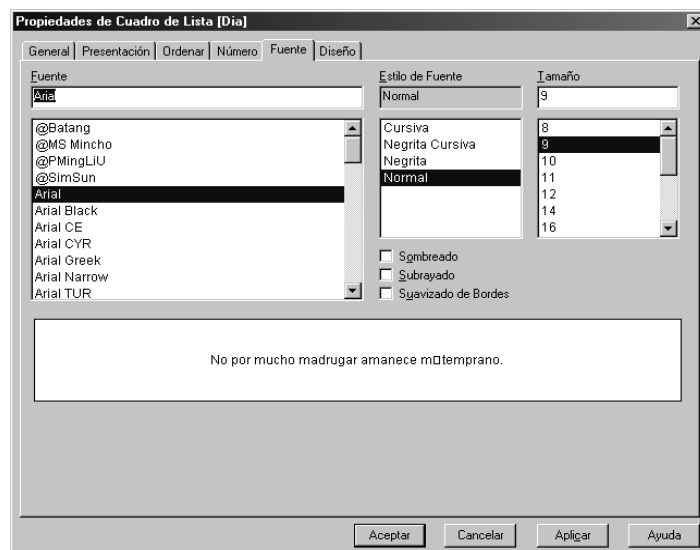 Propiedades de Cuadro de Lista [Dia]
General Presentación Ordenar Número Fuente Diseño
Fuente
Arial
@Batang
@MS Mincho
@PMingLiU
@SimSun
Arial
Arial Black
Arial CE
Arial CYR
Arial Greek
Arial Narrow
Arial TUR
Estilo de Fuente
Normal
Cursiva
Negrita Cursiva
Negrita
Normal
Tamaño
9
8
9
10
11
12
14
16
Sombreado
Subrayado
Suavizado de Bordes
No por mucho madrugar amanece m□temprano.
Aceptar Cancelar Aplicar Ayuda